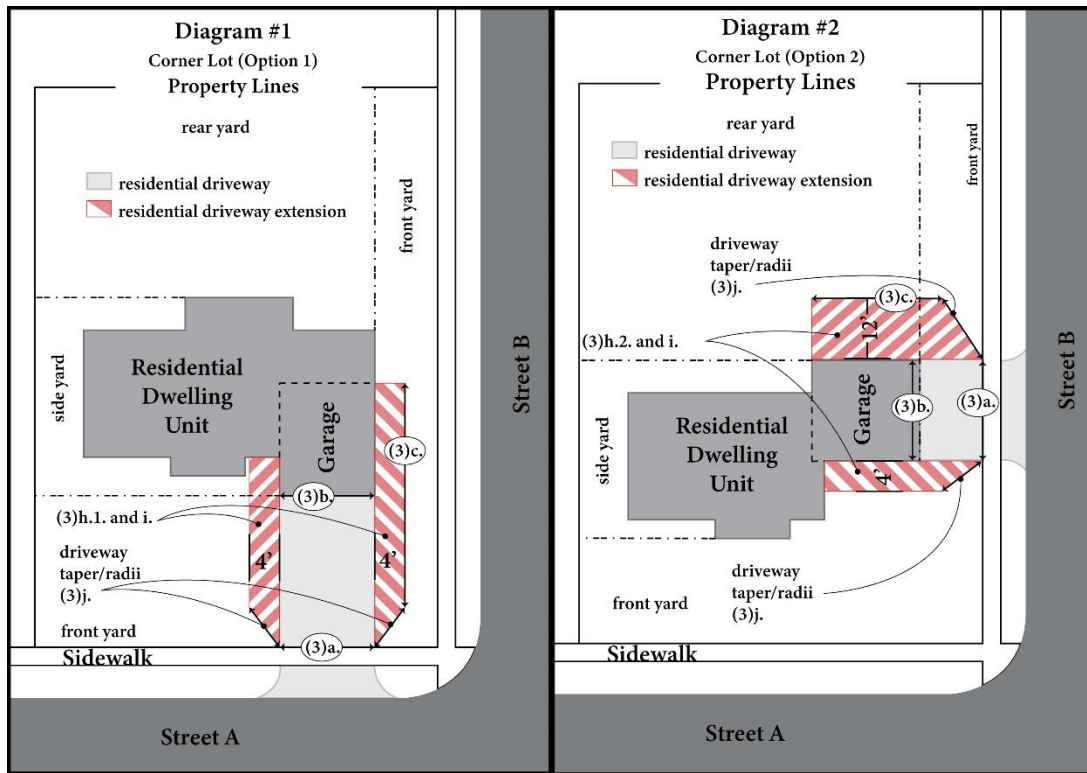 Diagram #1
Corner Lot (Option 1)
Property Lines
rear yard
residential driveway
residential driveway extension
front yard
side yard
Residential
Dwelling
Unit
Garage
(3)c.
(3)b.
(3)h.1. and i.
4’
4’
driveway
taper/radii
(3)j.
front yard
(3)a.
Sidewalk
Street A
Street B
Diagram #2
Corner Lot (Option 2)
Property Lines
rear yard
residential driveway
residential driveway extension
front yard
driveway
taper/radii
(3)j.
(3)c.
12’
(3)h.2. and i.
side yard
Garage
(3)b.
(3)a.
Residential
Dwelling
Unit
4’
driveway
taper/radii
(3)j.
front yard
Sidewalk
Street A
Street B